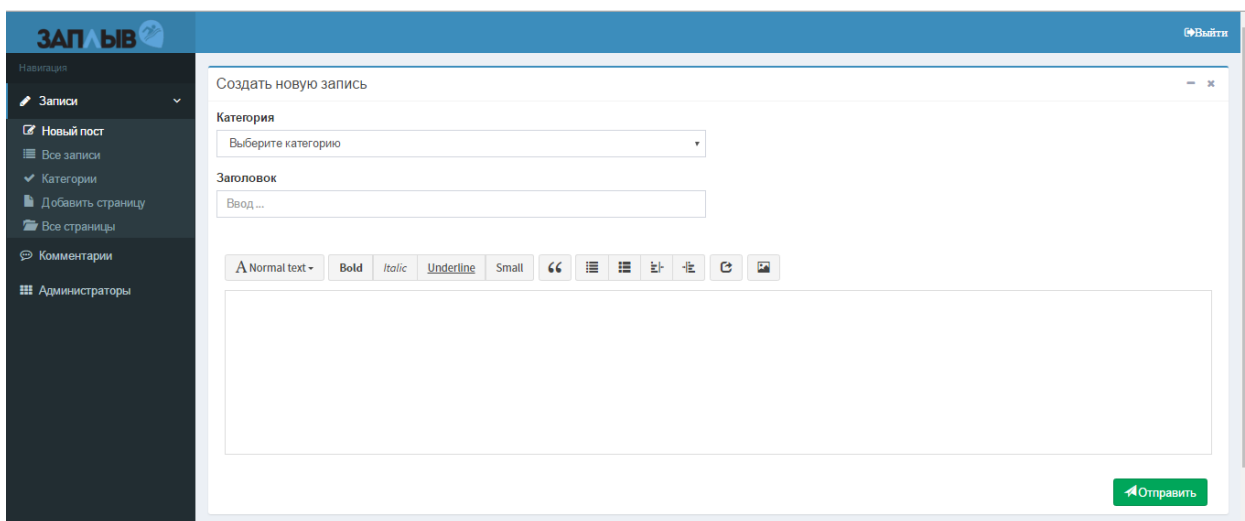 ЗАПЛЫВ
Выйти
Навигация
Записи
Новый пост
Все записи
Категории
Добавить страницу
Все страницы
Комментарии
Администраторы
Создать новую запись
Категория
Выберите категорию
Заголовок
Ввод ...
A Normal text Bold Italic Underline Small
Отправить